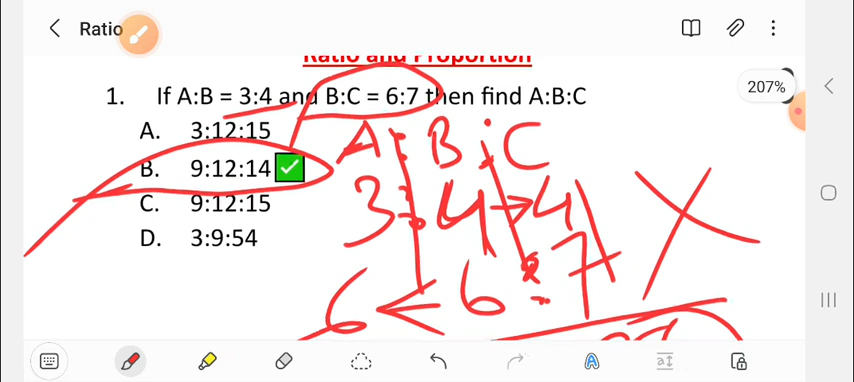 Ratio
Ratio and Proportion
207%
1. If A:B = 3:4 and B:C = 6:7 then find A:B:C
A. 3:12:15
B. 9:12:14
C. 9:12:15
D. 3:9:54
A : B : C
3 : 4 → 4
6 < 6 : 7